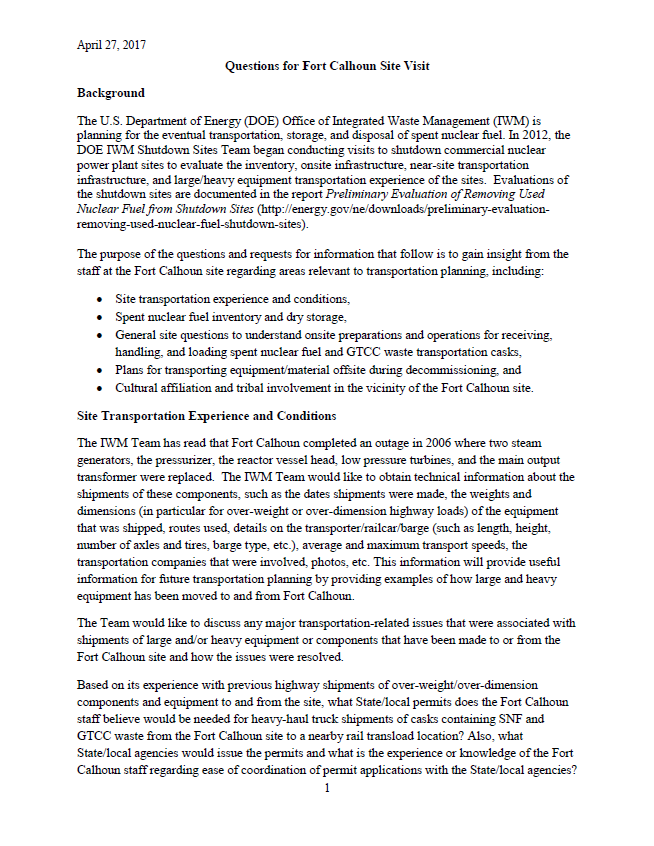 April 27, 2017
Questions for Fort Calhoun Site Visit
Background
The U.S. Department of Energy (DOE) Office of Integrated Waste Management (IWM) is
planning for the eventual transportation, storage, and disposal of spent nuclear fuel. In 2012, the
DOE IWM Shutdown Sites Team began conducting visits to shutdown commercial nuclear
power plant sites to evaluate the inventory, onsite infrastructure, near-site transportation
infrastructure, and large/heavy equipment transportation experience of the sites.  Evaluations of
the shutdown sites are documented in the report Preliminary Evaluation of Removing Used
Nuclear Fuel from Shutdown Sites (http://energy.gov/ne/downloads/preliminary-evaluation-
removing-used-nuclear-fuel-shutdown-sites).
The purpose of the questions and requests for information that follow is to gain insight from the
staff at the Fort Calhoun site regarding areas relevant to transportation planning, including:
• Site transportation experience and conditions,
• Spent nuclear fuel inventory and dry storage,
• General site questions to understand onsite preparations and operations for receiving,
handling, and loading spent nuclear fuel and GTCC waste transportation casks,
• Plans for transporting equipment/material offsite during decommissioning, and
• Cultural affiliation and tribal involvement in the vicinity of the Fort Calhoun site.
Site Transportation Experience and Conditions
The IWM Team has read that Fort Calhoun completed an outage in 2006 where two steam
generators, the pressurizer, the reactor vessel head, low pressure turbines, and the main output
transformer were replaced.  The IWM Team would like to obtain technical information about the
shipments of these components, such as the dates shipments were made, the weights and
dimensions (in particular for over-weight or over-dimension highway loads) of the equipment
that was shipped, routes used, details on the transporter/railcar/barge (such as length, height,
number of axles and tires, barge type, etc.), average and maximum transport speeds, the
transportation companies that were involved, photos, etc. This information will provide useful
information for future transportation planning by providing examples of how large and heavy
equipment has been moved to and from Fort Calhoun.
The Team would like to discuss any major transportation-related issues that were associated with
shipments of large and/or heavy equipment or components that have been made to or from the
Fort Calhoun site and how the issues were resolved.
Based on its experience with previous highway shipments of over-weight/over-dimension
components and equipment to and from the site, what State/local permits does the Fort Calhoun
staff believe would be needed for heavy-haul truck shipments of casks containing SNF and
GTCC waste from the Fort Calhoun site to a nearby rail transload location? Also, what
State/local agencies would issue the permits and what is the experience or knowledge of the Fort
Calhoun staff regarding ease of coordination of permit applications with the State/local agencies?
1